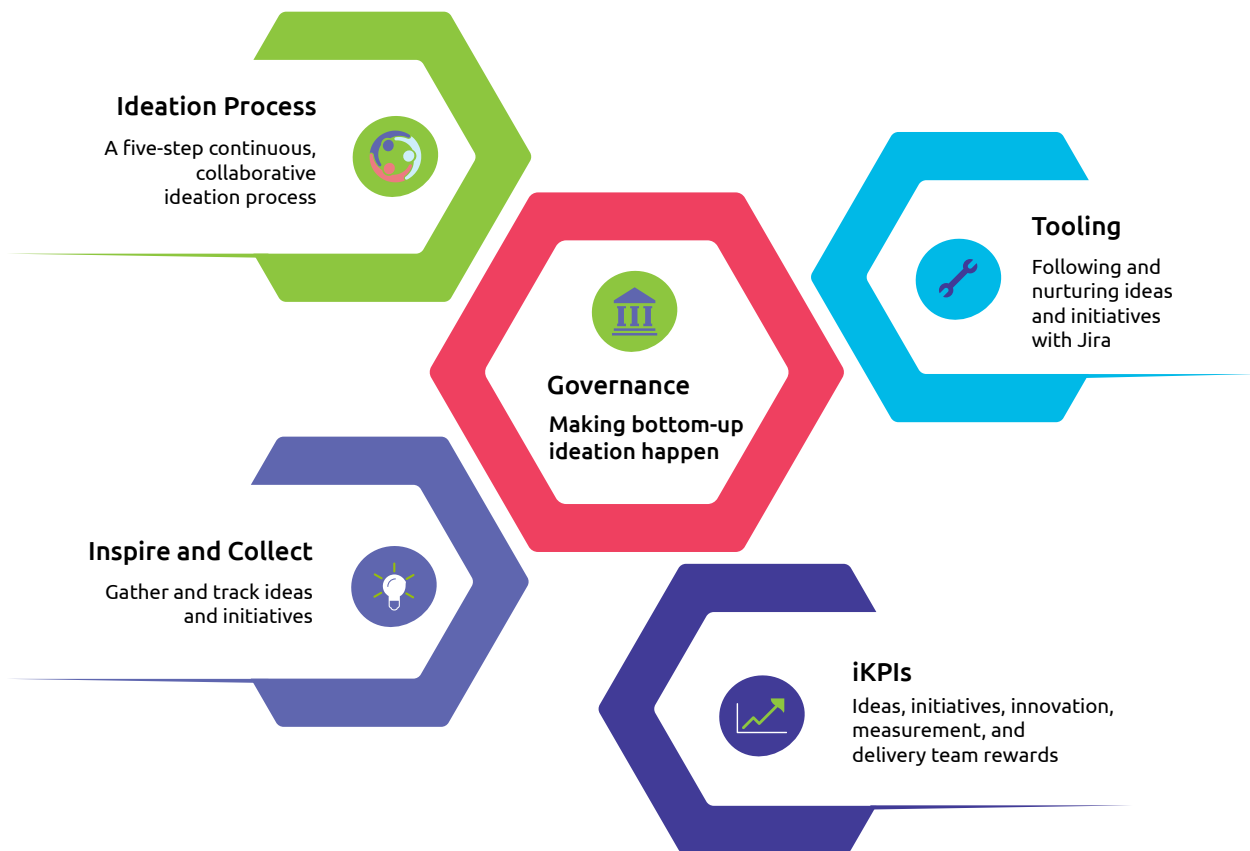 Ideation Process
A five-step continuous,
collaborative
ideation process
Tooling
Following and
nurturing ideas
and initiatives
with Jira
Governance
Making bottom-up
ideation happen
Inspire and Collect
Gather and track ideas
and initiatives
iKPIs
Ideas, initiatives, innovation,
measurement, and
delivery team rewards